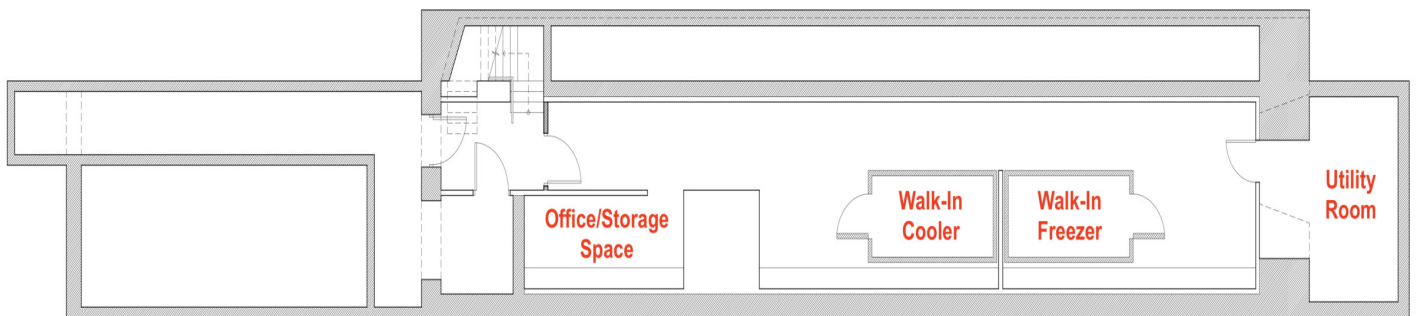 Office/Storage
Space
Walk-In
Cooler
Walk-In
Freezer
Utility
Room